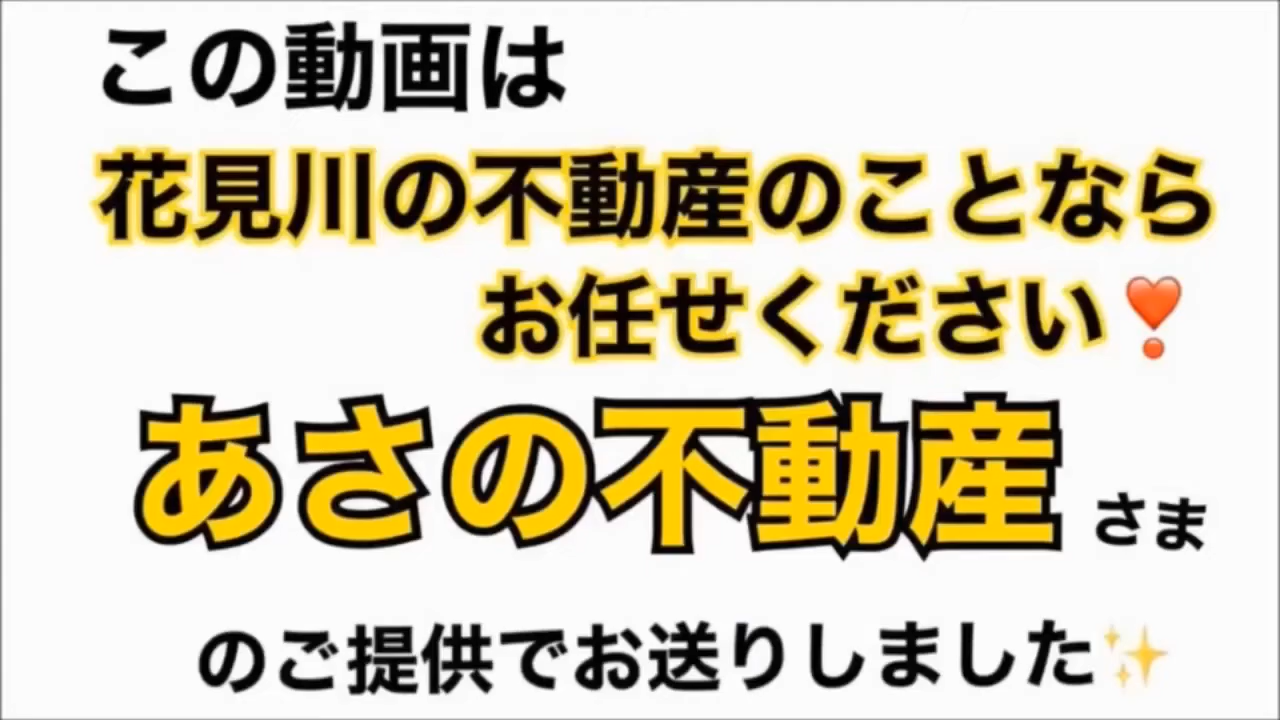 この動画は
花見川の不動産のことなら
お任せください❣️
あさの不動産 さま
のご提供でお送りしました✨